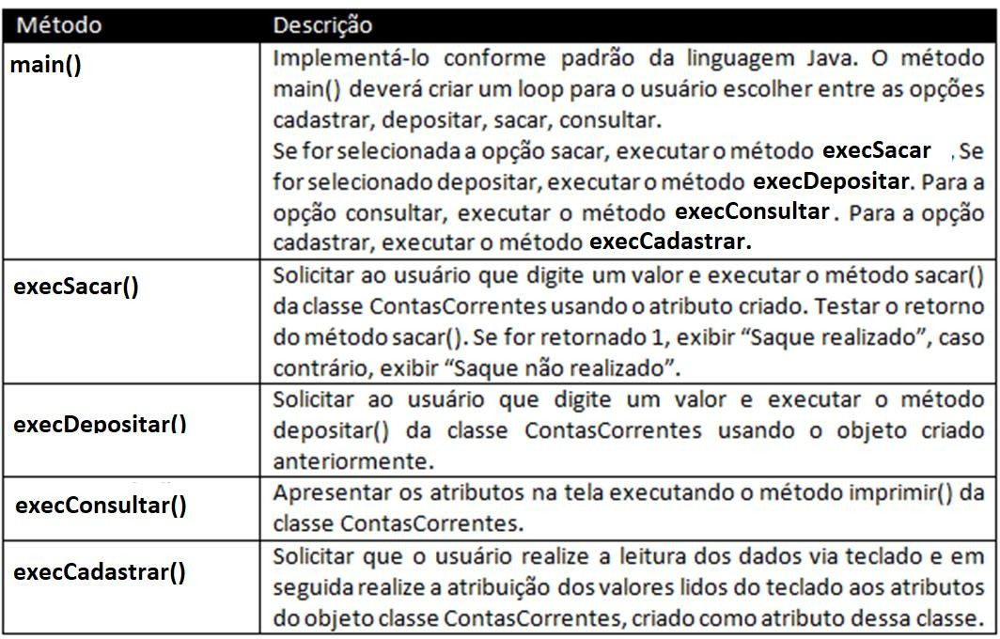 Método Descrição
main()
Implementá-lo conforme padrão da linguagem Java. O método
main() deverá criar um loop para o usuário escolher entre as opções
cadastrar, depositar, sacar, consultar.
Se for selecionada a opção sacar, executar o método execSacar , Se
for selecionado depositar, executar o método execDepositar. Para a
opção consultar, executar o método execConsultar . Para a opção
cadastrar, executar o método execCadastrar.
execSacar()
Solicitar ao usuário que digite um valor e executar o método sacar()
da classe ContasCorrentes usando o atributo criado. Testar o retorno
do método sacar(). Se for retornado 1, exibir “Saque realizado”, caso
contrário, exibir “Saque não realizado”.
execDepositar()
Solicitar ao usuário que digite um valor e executar o método
depositar() da classe ContasCorrentes usando o objeto criado
anteriormente.
execConsultar()
Apresentar os atributos na tela executando o método imprimir() da
classe ContasCorrentes.
execCadastrar()
Solicitar que o usuário realize a leitura dos dados via teclado e em
seguida realize a atribuição dos valores lidos do teclado aos atributos
do objeto classe ContasCorrentes, criado como atributo dessa classe.